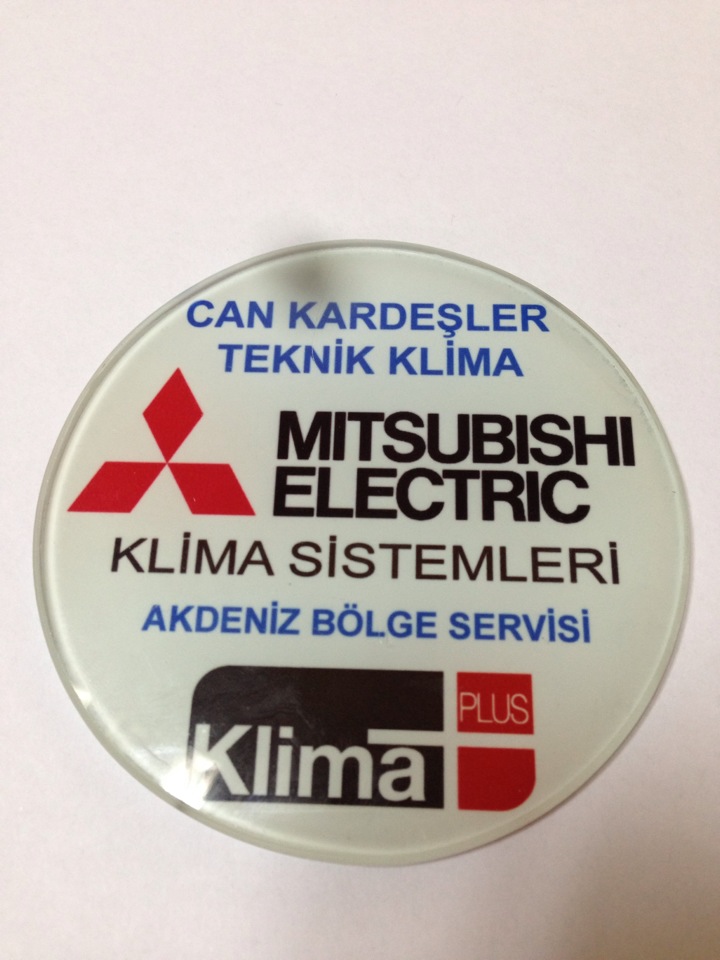 CAN KARDEŞLER
TEKNİK KLİMA
MITSUBISHI
ELECTRIC
KLİMA SİSTEMLERİ
AKDENİZ BÖLGE SERVİSİ
PLUS
Klima